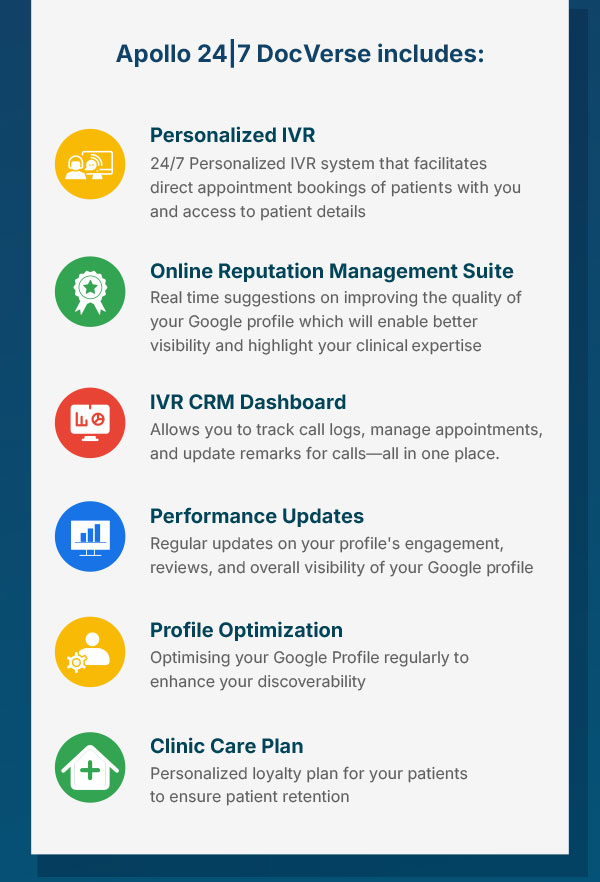 Apollo 24|7 DocVerse includes:
Personalized IVR
24/7 Personalized IVR system that facilitates
direct appointment bookings of patients with you
and access to patient details
Online Reputation Management Suite
Real time suggestions on improving the quality of
your Google profile which will enable better
visibility and highlight your clinical expertise
IVR CRM Dashboard
Allows you to track call logs, manage appointments,
and update remarks for calls—all in one place.
Performance Updates
Regular updates on your profile's engagement,
reviews, and overall visibility of your Google profile
Profile Optimization
Optimising your Google Profile regularly to
enhance your discoverability
Clinic Care Plan
Personalized loyalty plan for your patients
to ensure patient retention